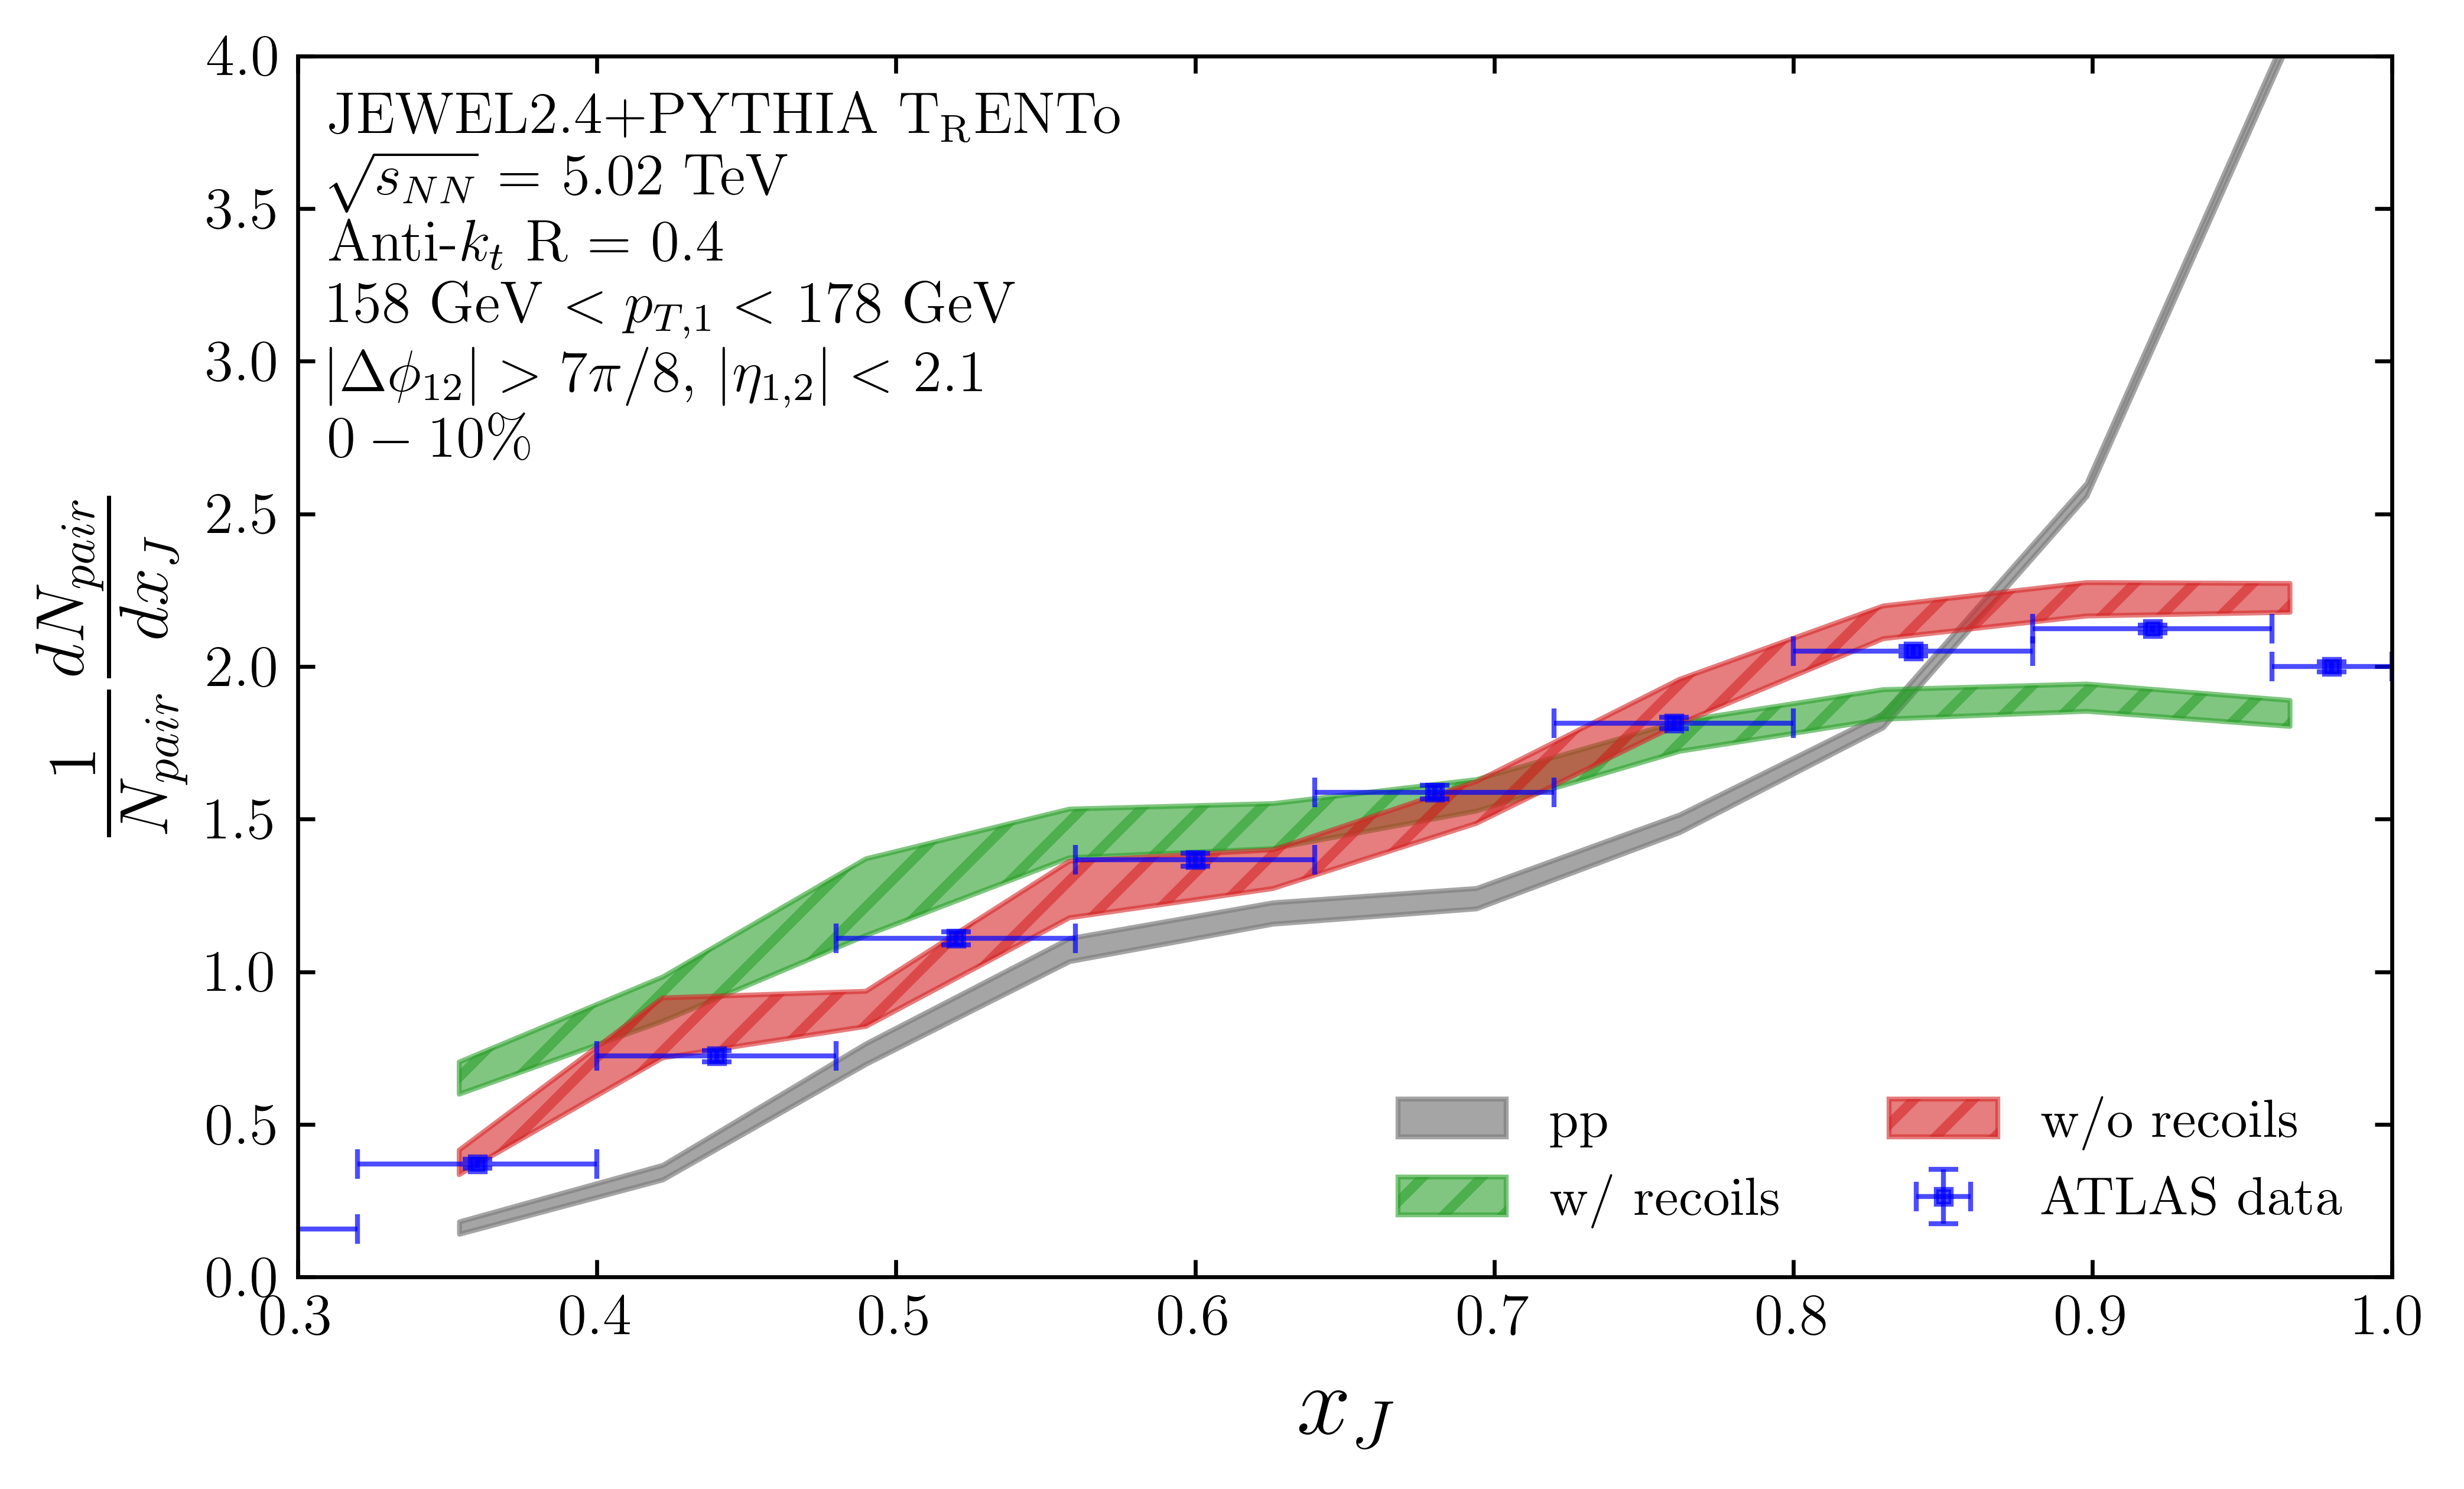 JEWEL2.4+PYTHIA TRENTo
√sNN = 5.02 TeV
Anti-kt R = 0.4
158 GeV < pT,1 < 178 GeV
|Δϕ12| > 7π/8, |η1,2| < 2.1
0 − 10%
4.0
3.5
3.0
2.5
2.0
1.5
1.0
0.5
0.0
1/Npair dNpair/dxJ
pp
w/ recoils
w/o recoils
ATLAS data
0.3 0.4 0.5 0.6 0.7 0.8 0.9 1.0
xJ